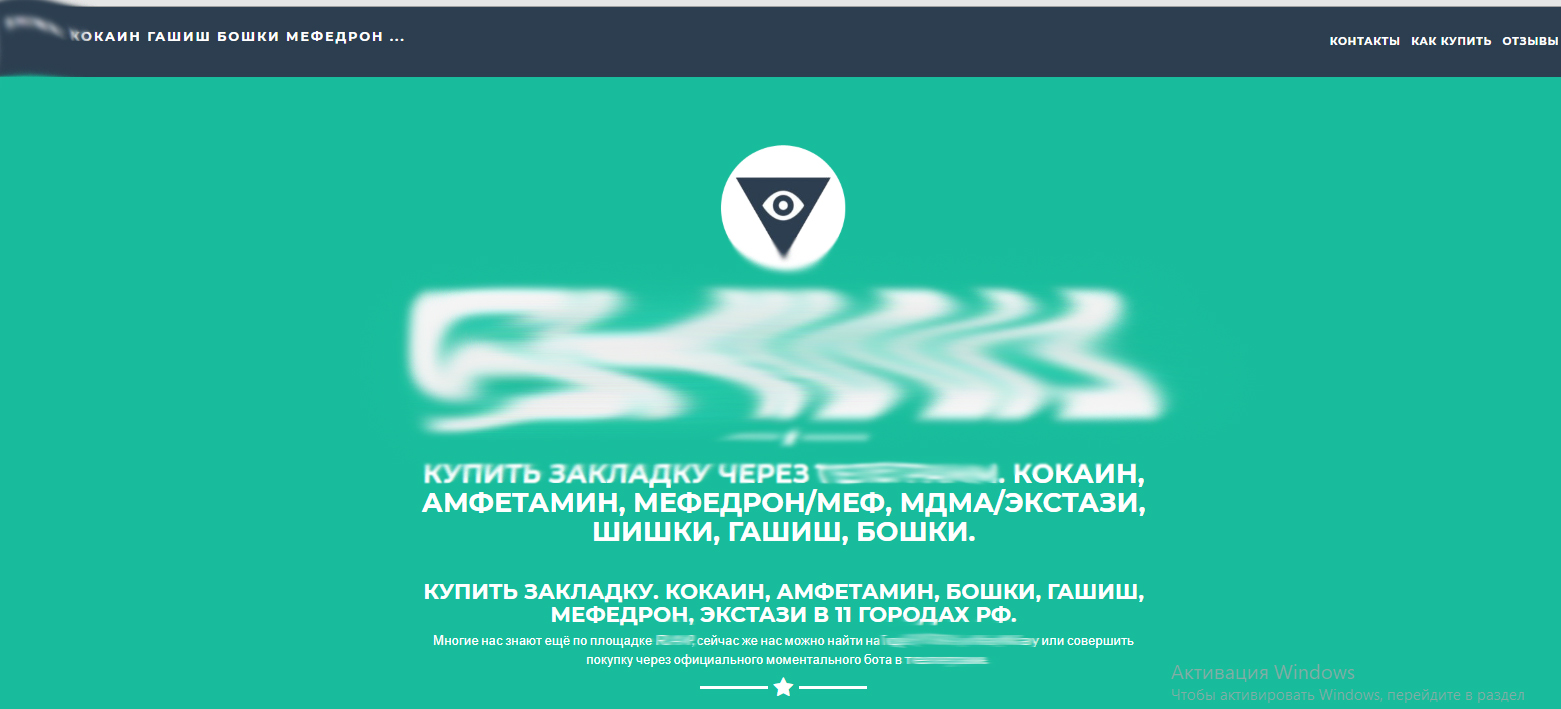 КОКАИН ГАШИШ БОШКИ МЕФЕДРОН ...
КОНТАКТЫ КАК КУПИТЬ ОТЗЫВЫ
КУПИТЬ ЗАКЛАДКУ ЧЕРЕЗ . КОКАИН,
АМФЕТАМИН, МЕФЕДРОН/МЕФ, МДМА/ЭКСТАЗИ,
ШИШКИ, ГАШИШ, БОШКИ.
КУПИТЬ ЗАКЛАДКУ. КОКАИН, АМФЕТАМИН, БОШКИ, ГАШИШ,
МЕФЕДРОН, ЭКСТАЗИ В 11 ГОРОДАХ РФ.
Многие нас знают ещё по площадке , сейчас же нас можно найти на или совершить
покупку через официального моментального бота в
Активация Windows
Чтобы активировать Windows, перейдите в раздел